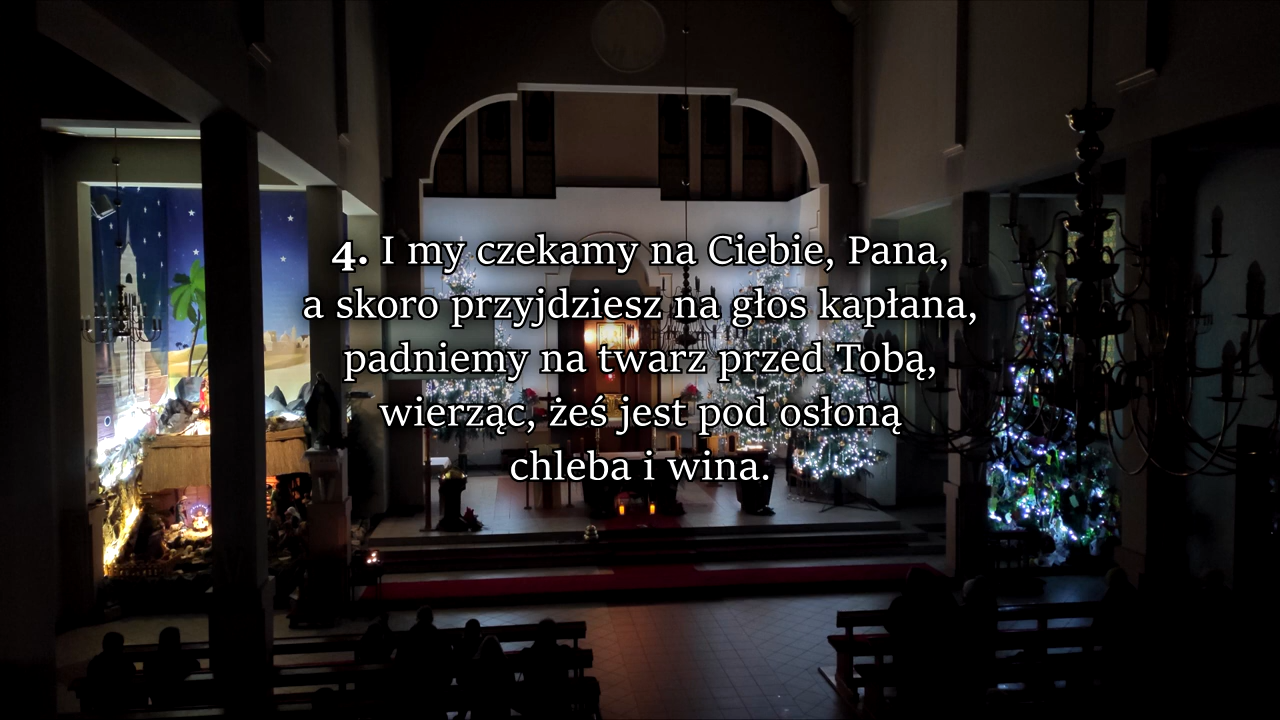 4. I my czekamy na Ciebie, Pana,
a skoro przyjdziesz na głos kapłana,
padniemy na twarz przed Tobą,
wierząc, żeś jest pod osłoną
chleba i wina.